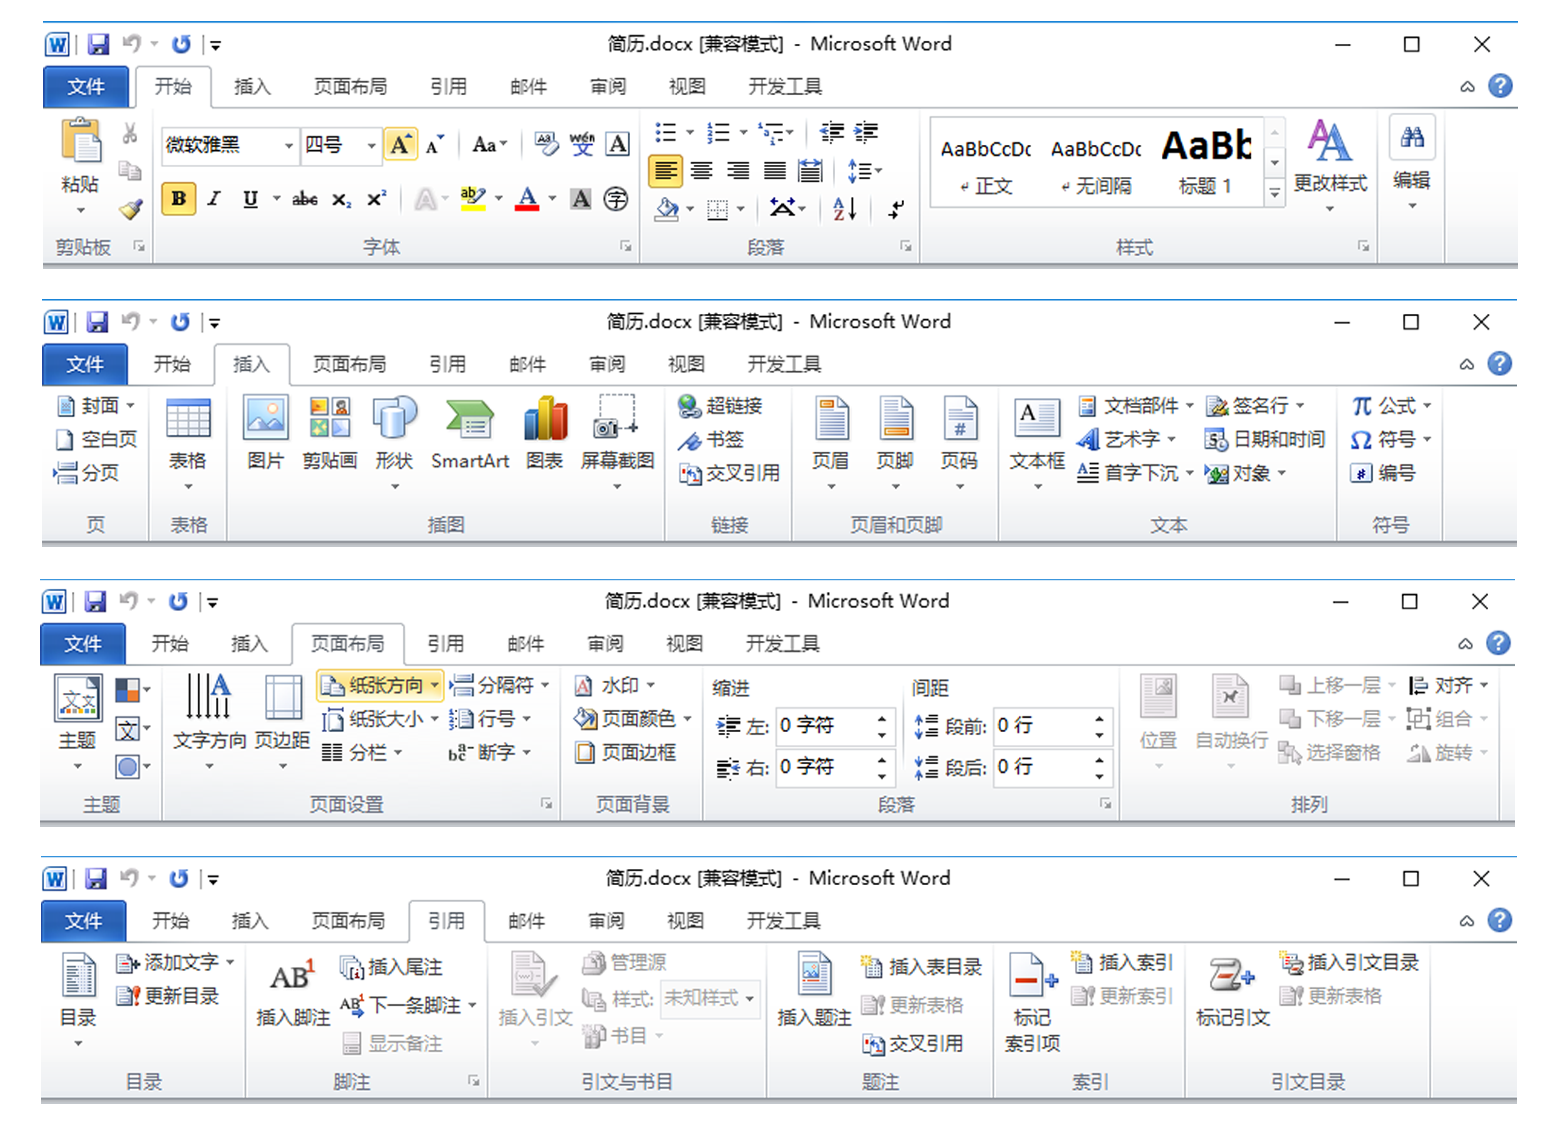 简历.docx [兼容模式] - Microsoft Word
文件 开始 插入 页面布局 引用 邮件 审阅 视图 开发工具
微软雅黑 四号 A A Aa AB wén 文 A
粘贴 B I U abc x₂ x² A ab A A 字 A Z
AaBbCcDc AaBbCcDc AaBb
正文 无间隔 标题 1 更改样式 编辑
剪贴板 字体 段落 样式
简历.docx [兼容模式] - Microsoft Word
文件 开始 插入 页面布局 引用 邮件 审阅 视图 开发工具
封面 超链接 文档部件 签名行 π 公式
空白页 书签 艺术字 日期和时间 Ω 符号
表格 图片 剪贴画 形状 SmartArt 图表 屏幕截图 页眉 页脚 页码 文本框
分页 交叉引用 首字下沉 对象 # 编号
页 表格 插图 链接 页眉和页脚 文本 符号
简历.docx [兼容模式] - Microsoft Word
文件 开始 插入 页面布局 引用 邮件 审阅 视图 开发工具
纸张方向 分隔符 水印 缩进 间距 上移一层 对齐
纸张大小 行号 页面颜色 左: 0 字符 段前: 0 行 下移一层 组合
主题 文字方向 页边距 位置 自动换行
分栏 断字 页面边框 右: 0 字符 段后: 0 行 选择窗格 旋转
主题 页面设置 页面背景 段落 排列
简历.docx [兼容模式] - Microsoft Word
文件 开始 插入 页面布局 引用 邮件 审阅 视图 开发工具
添加文字 AB¹ 插入尾注 管理源 插入表目录 插入索引 插入引文目录
更新目录 AB¹ 下一条脚注 样式: 未知样式 更新表格 更新索引 更新表格
目录 插入脚注 插入引文 插入题注 标记 标记引文
显示备注 书目 交叉引用 索引项
目录 脚注 引文与书目 题注 索引 引文目录